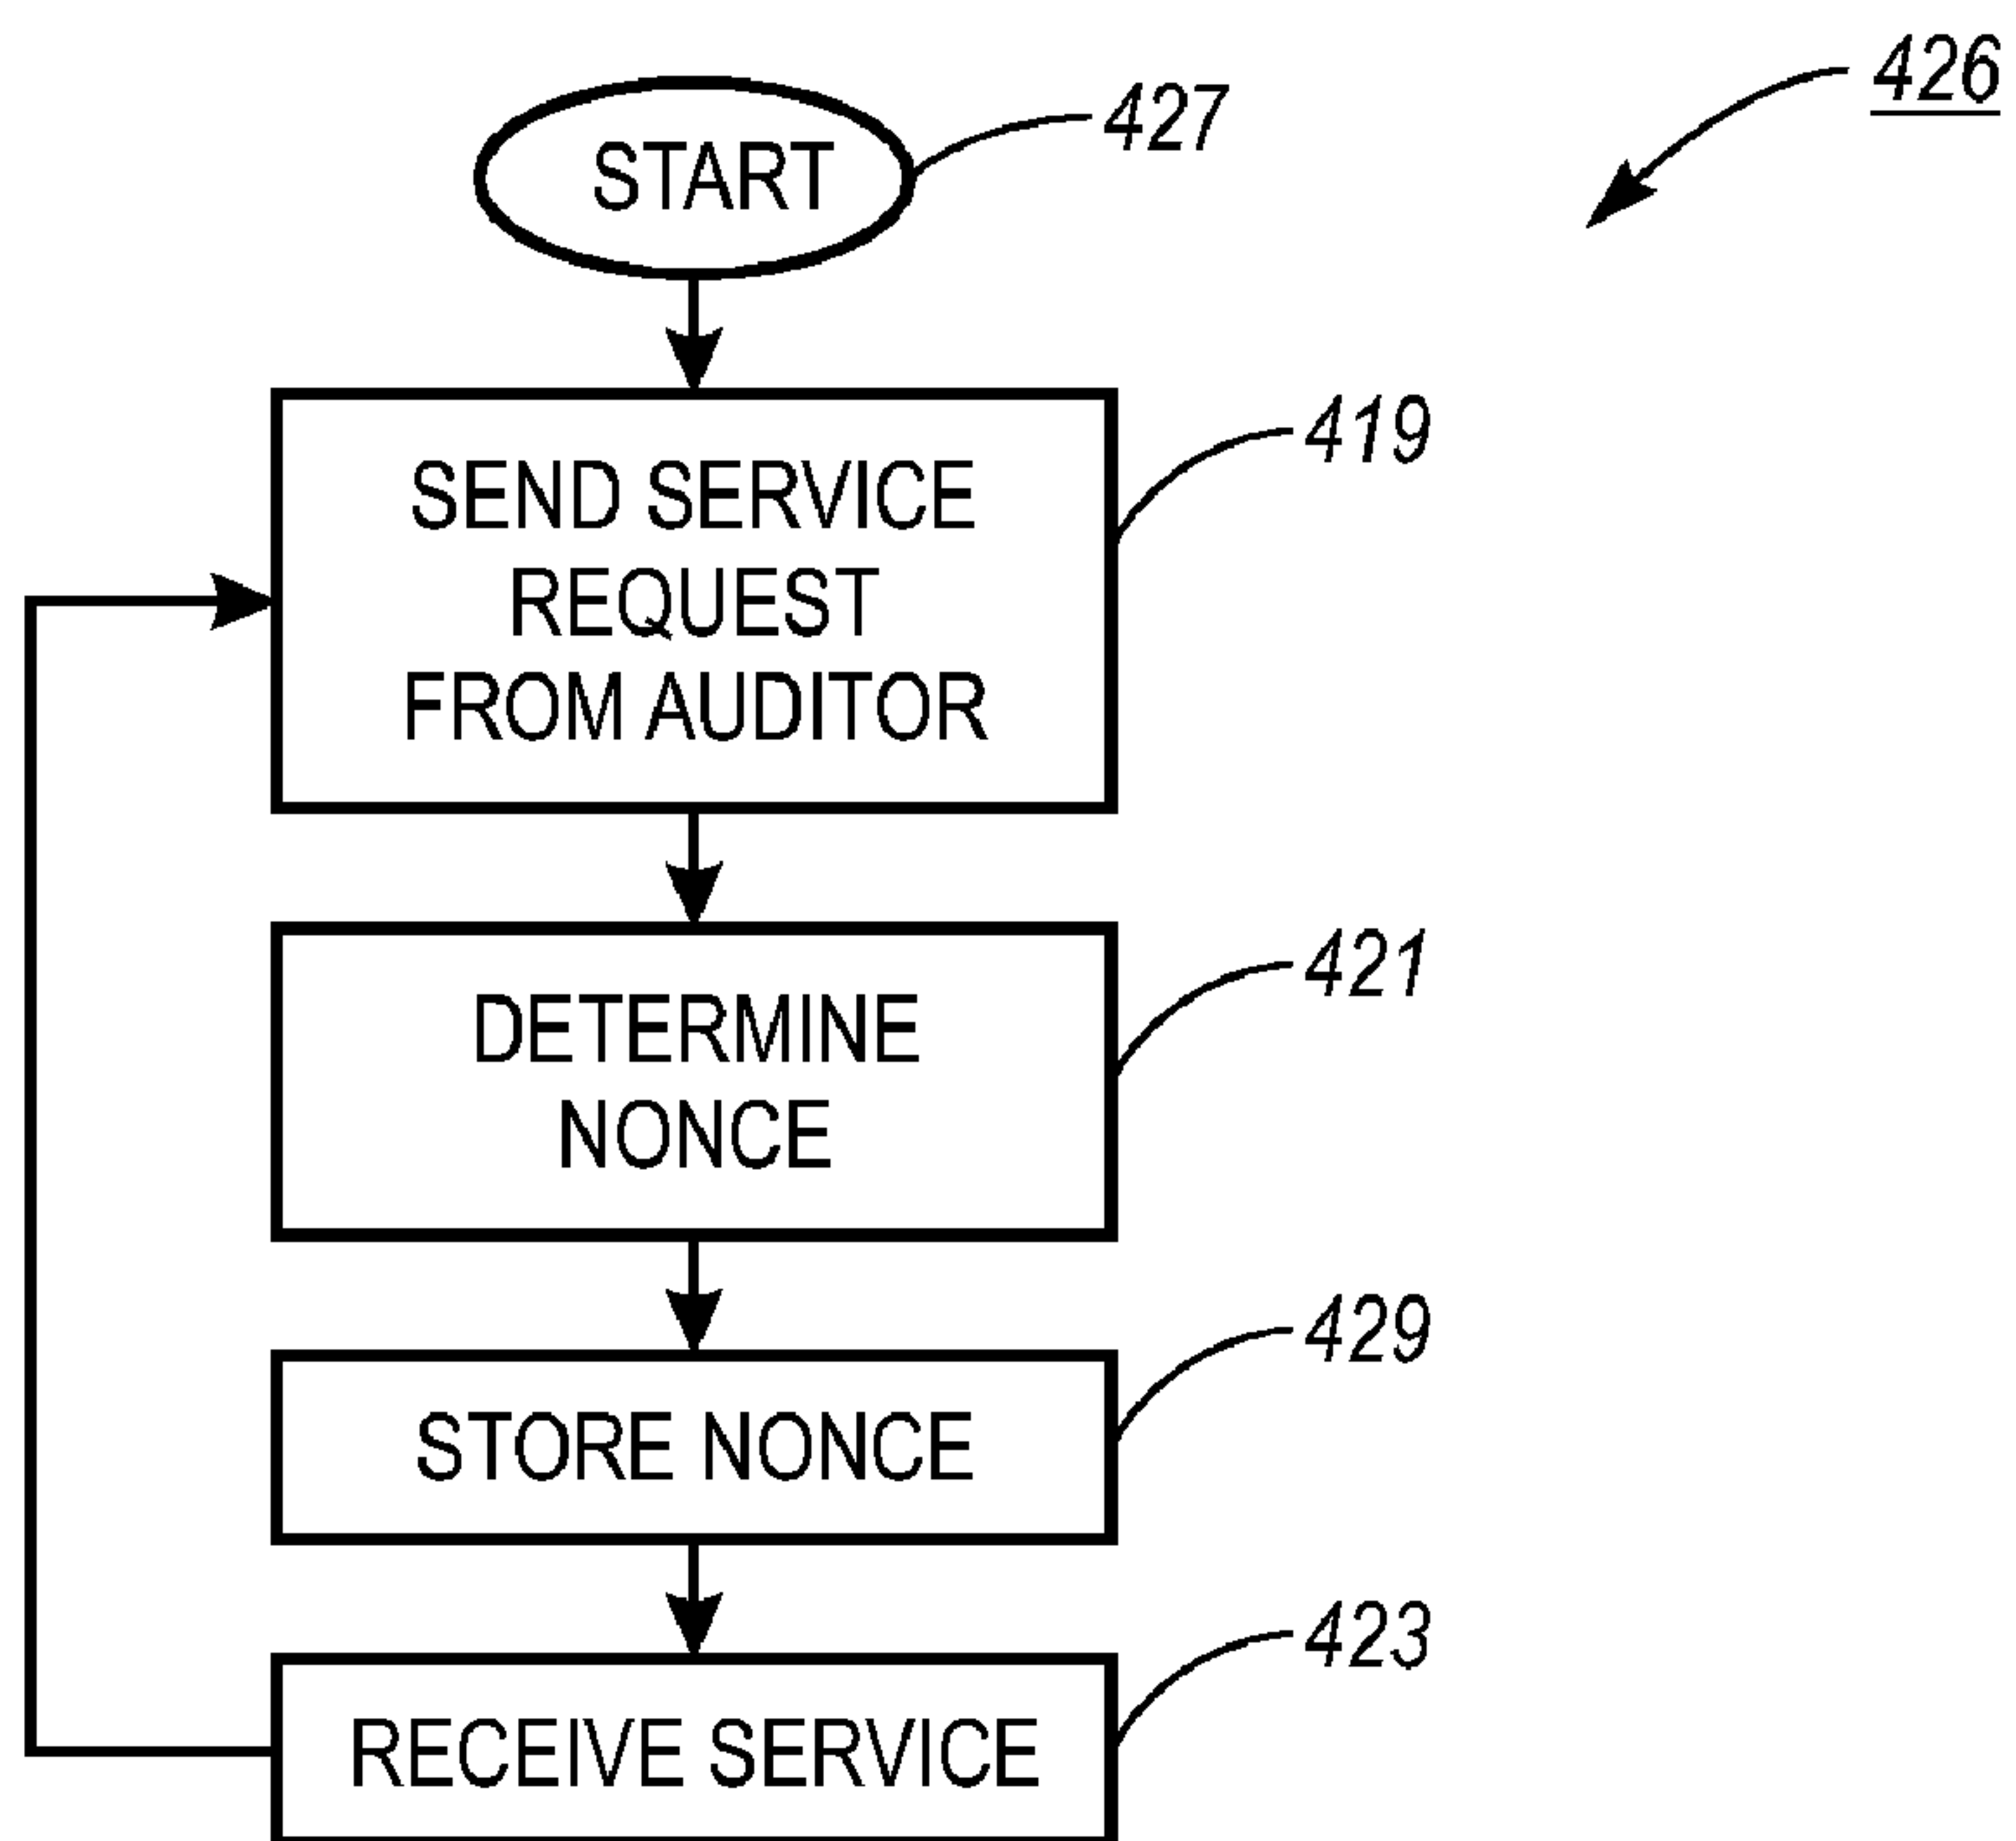 426
START
427
SEND SERVICE
REQUEST
FROM AUDITOR
419
DETERMINE
NONCE
421
STORE NONCE
429
RECEIVE SERVICE
423